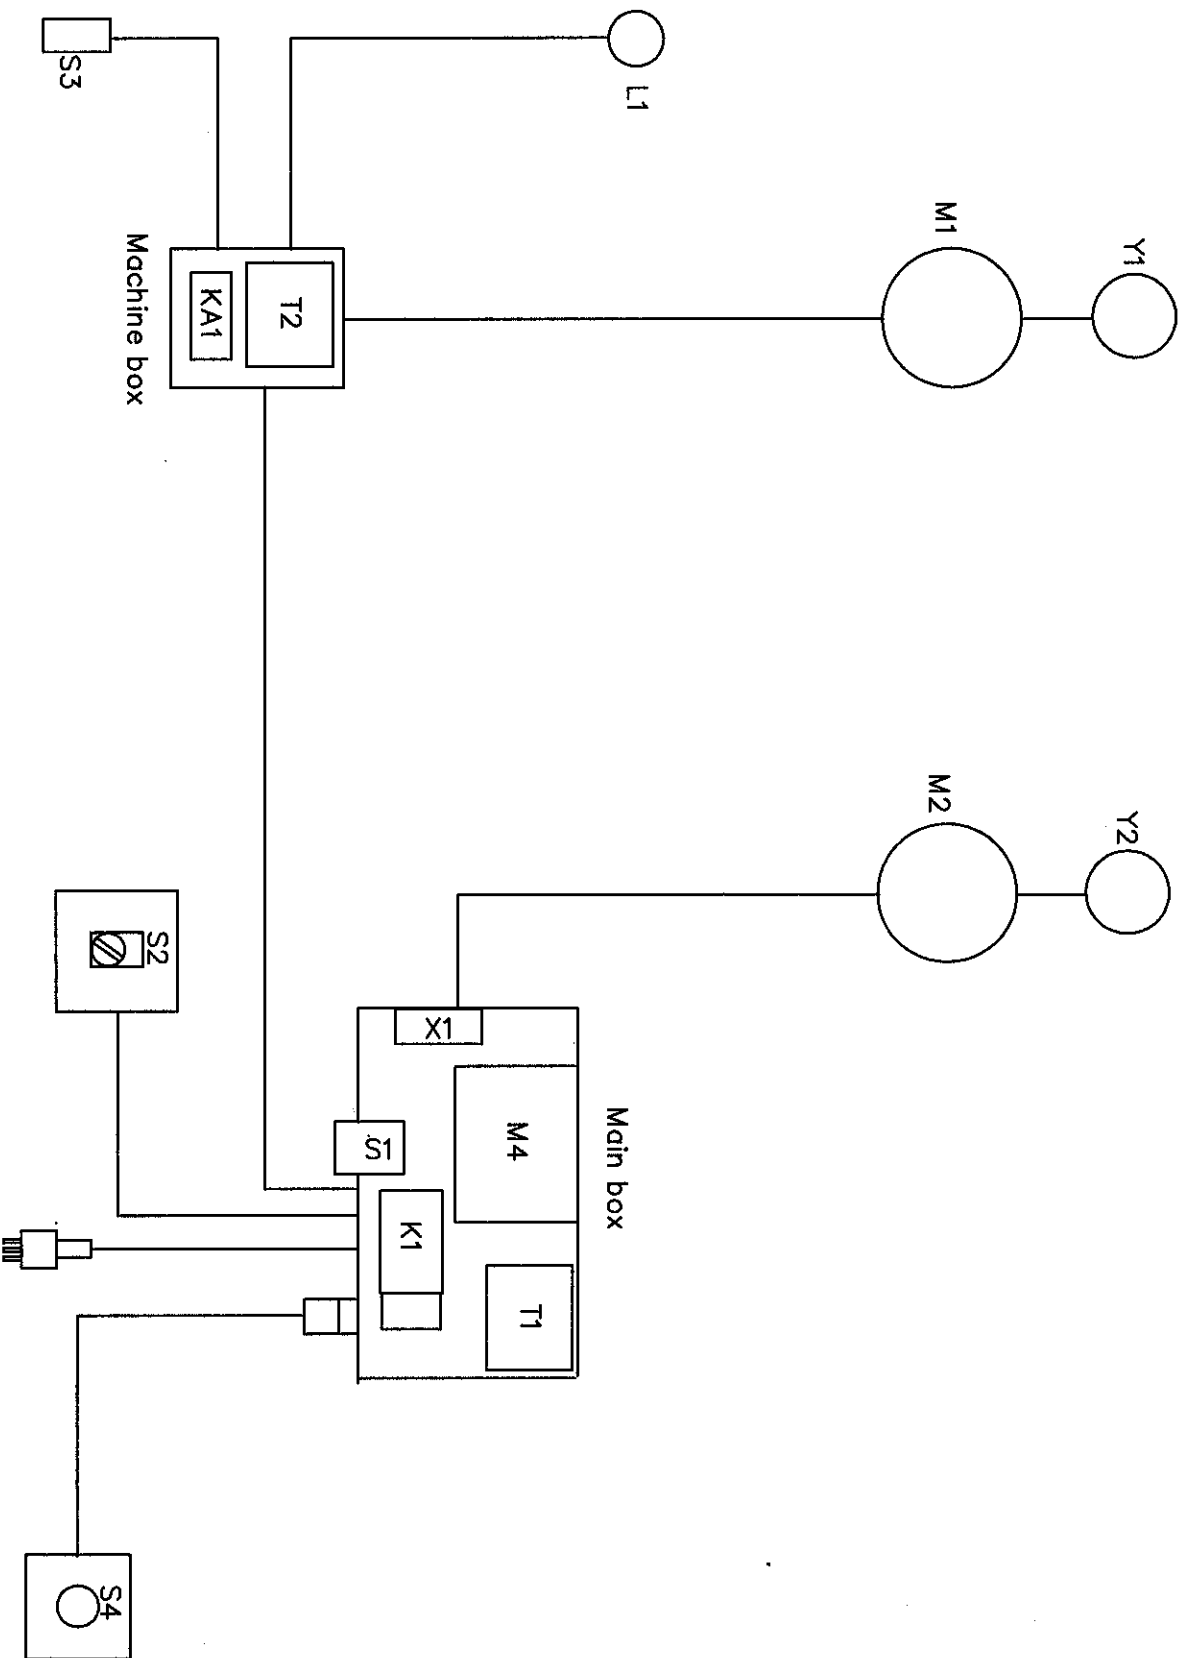 Y1
M1
L1
S3
T2
KA1
Machine box
Y2
M2
S2
X1
M4
S1
K1
T1
Main box
S4